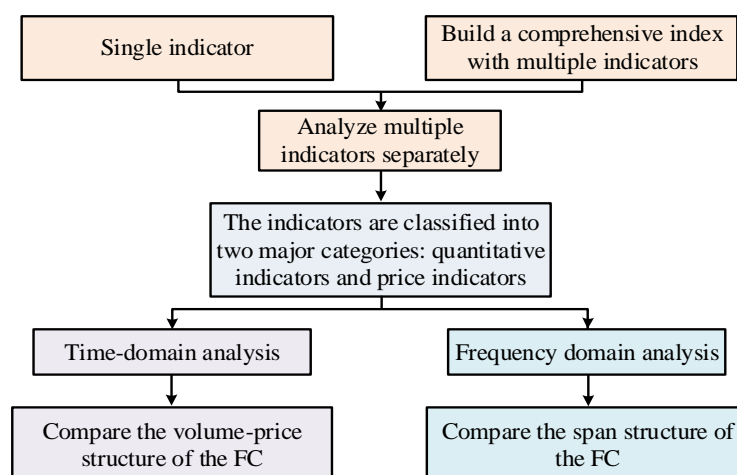 Single indicator
Build a comprehensive index
with multiple indicators
Analyze multiple
indicators separately
The indicators are classified into
two major categories: quantitative
indicators and price indicators
Time-domain analysis
Frequency domain analysis
Compare the volume-price
structure of the FC
Compare the span structure of
the FC